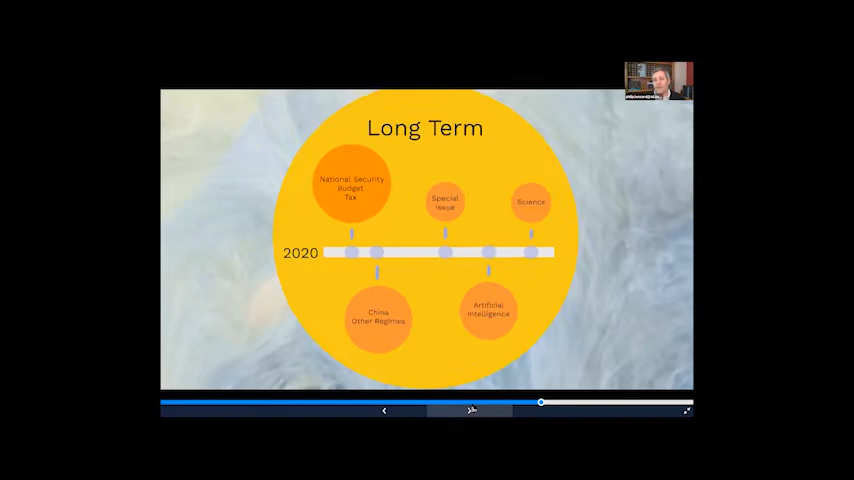 Long Term
National Security
Budget
Tax
Special
Issue
Science
2020
China
Other Regimes
Artificial
Intelligence